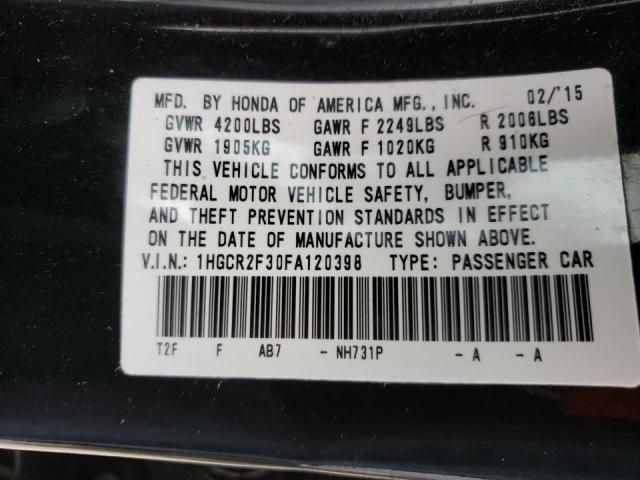 MFD. BY HONDA OF AMERICA MFG., INC. 02/'15
GVWR 4200LBS GAWR F 2249LBS R 2006LBS
GVWR 1905KG GAWR F 1020KG R 910KG
THIS VEHICLE CONFORMS TO ALL APPLICABLE
FEDERAL MOTOR VEHICLE SAFETY, BUMPER,
AND THEFT PREVENTION STANDARDS IN EFFECT
ON THE DATE OF MANUFACTURE SHOWN ABOVE.
V.I.N.: 1HGCR2F30FA120398 TYPE: PASSENGER CAR
T2F F AB7 - NH731P - A - A